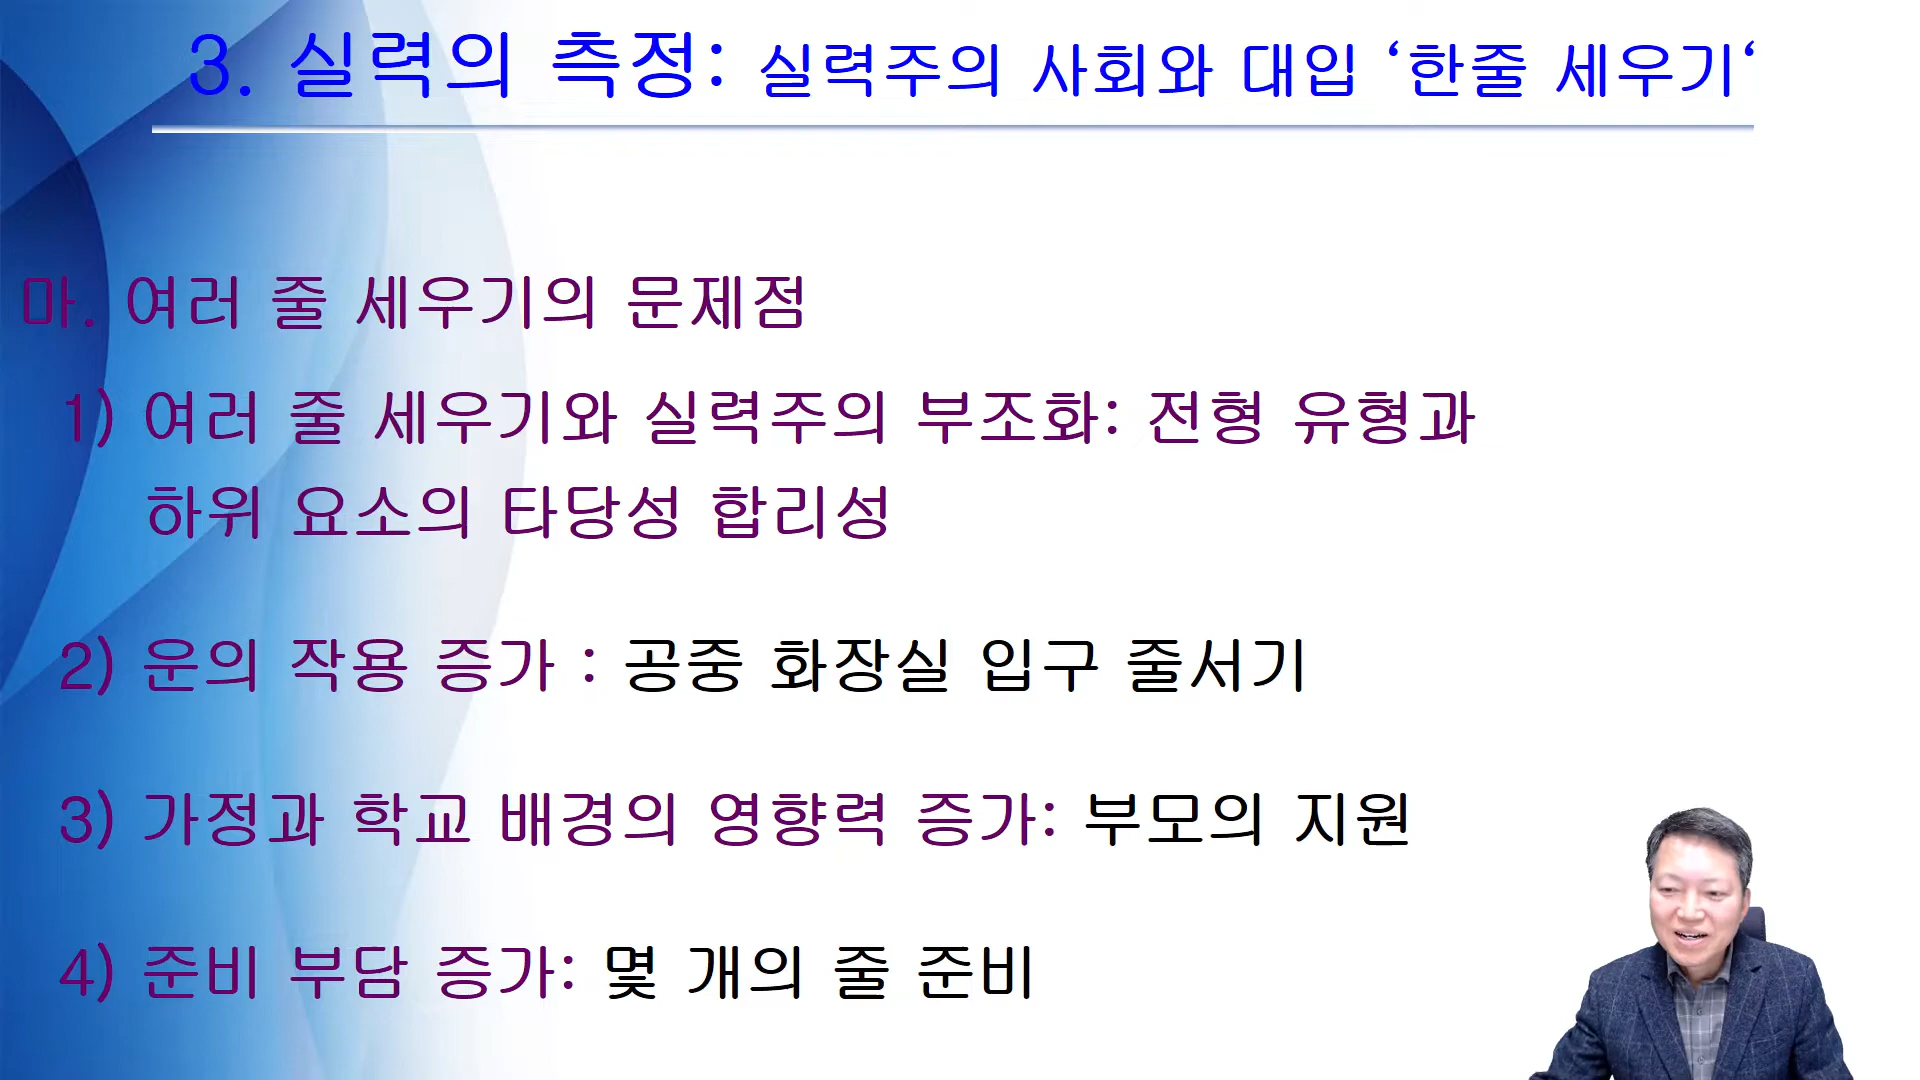 3. 실력의 측정: 실력주의 사회와 대입 ‘한줄 세우기‘
마. 여러 줄 세우기의 문제점
1) 여러 줄 세우기와 실력주의 부조화: 전형 유형과
하위 요소의 타당성 합리성
2) 운의 작용 증가 : 공중 화장실 입구 줄서기
3) 가정과 학교 배경의 영향력 증가: 부모의 지원
4) 준비 부담 증가: 몇 개의 줄 준비